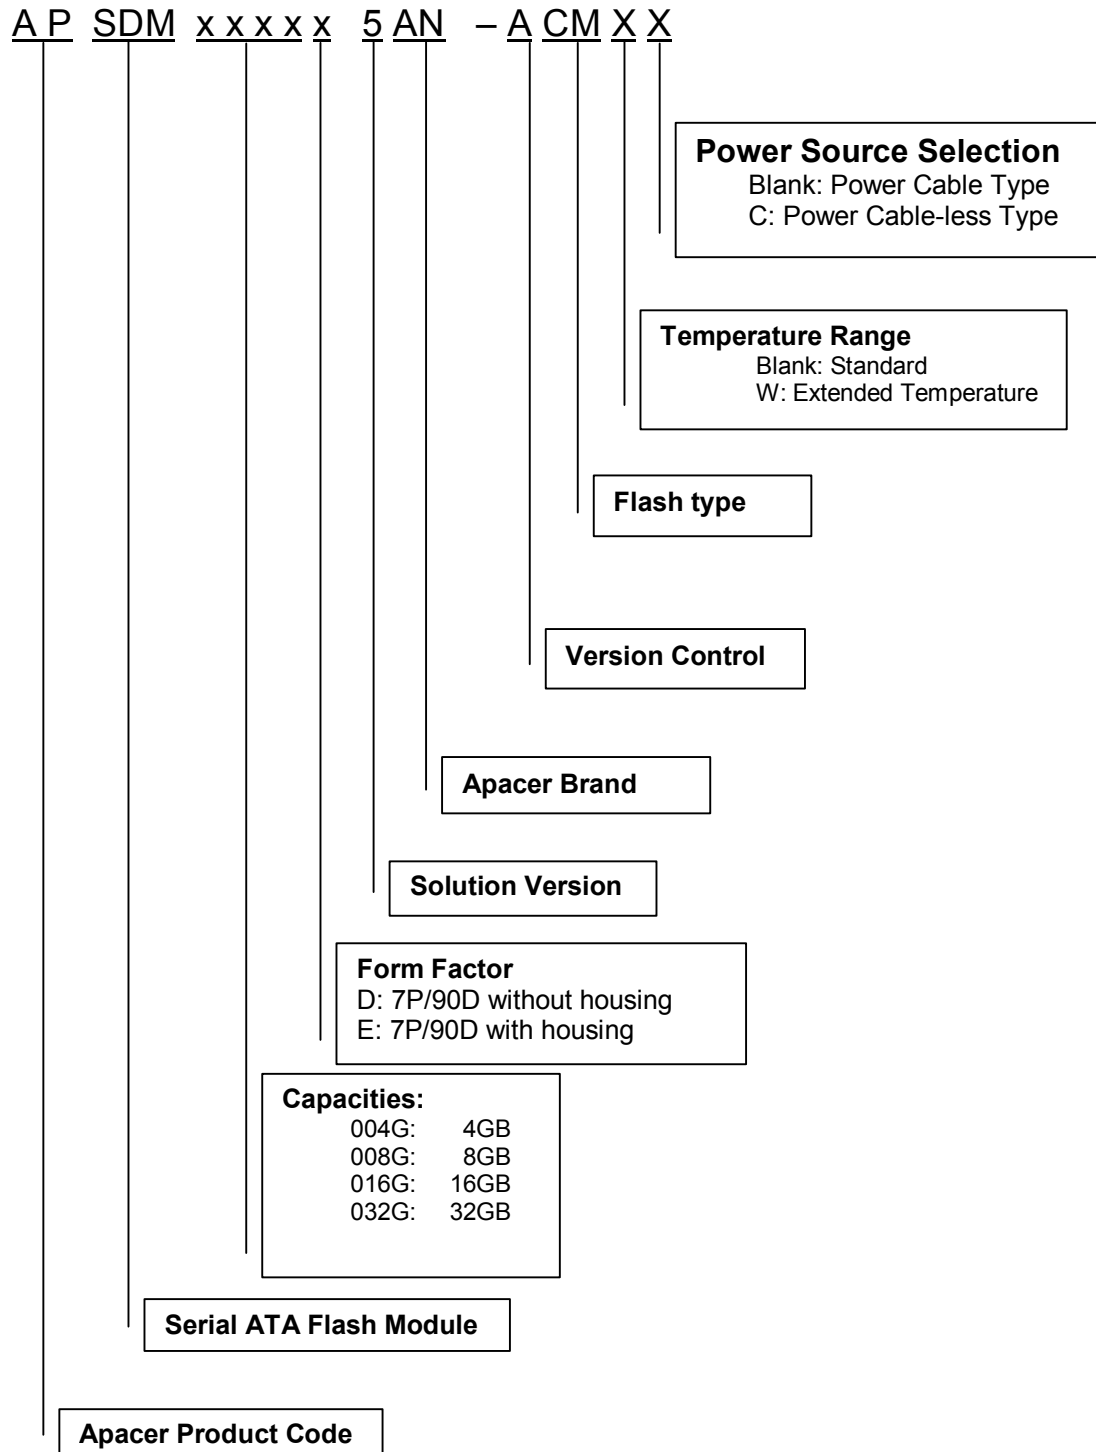 A P SDM x x x x x 5 AN – A CM X X
Power Source Selection
Blank: Power Cable Type
C: Power Cable-less Type
Temperature Range
Blank: Standard
W: Extended Temperature
Flash type
Version Control
Apacer Brand
Solution Version
Form Factor
D: 7P/90D without housing
E: 7P/90D with housing
Capacities:
004G: 4GB
008G: 8GB
016G: 16GB
032G: 32GB
Serial ATA Flash Module
Apacer Product Code